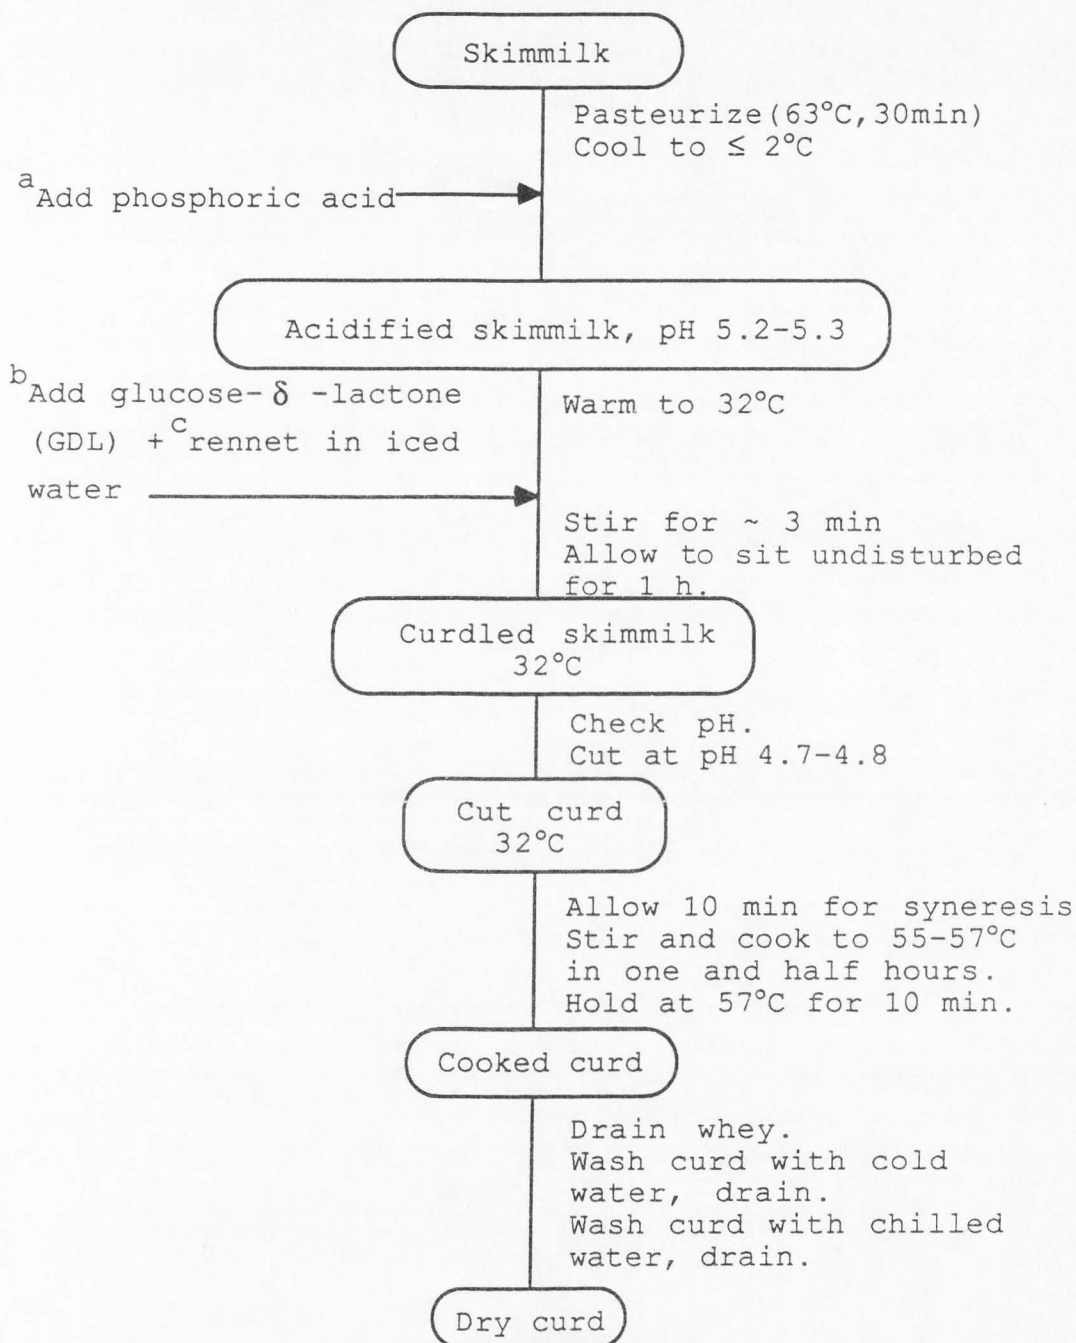 Skimmilk
Pasteurize(63°C,30min)
Cool to ≤ 2°C
aAdd phosphoric acid
Acidified skimmilk, pH 5.2-5.3
bAdd glucose-δ -lactone
(GDL) + crennet in iced
water
Warm to 32°C
Stir for ~ 3 min
Allow to sit undisturbed
for 1 h.
Curdled skimmilk
32°C
Check pH.
Cut at pH 4.7-4.8
Cut curd
32°C
Allow 10 min for syneresis
Stir and cook to 55-57°C
in one and half hours.
Hold at 57°C for 10 min.
Cooked curd
Drain whey.
Wash curd with cold
water, drain.
Wash curd with chilled
water, drain.
Dry curd